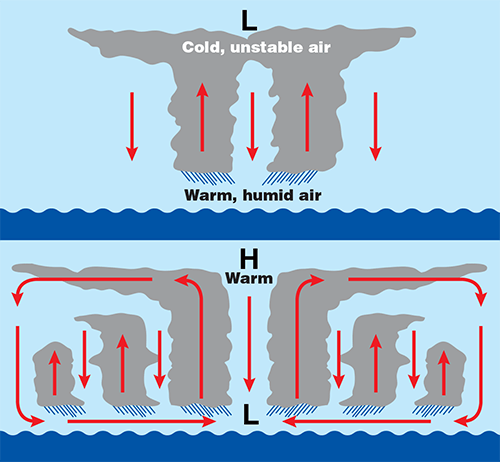 L
Cold, unstable air
Warm, humid air
H
Warm
L